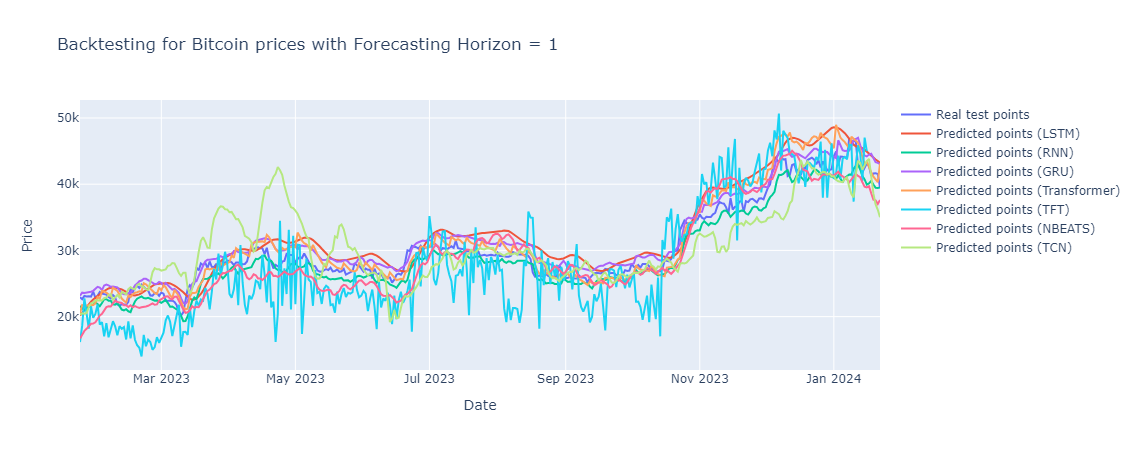 Backtesting for Bitcoin prices with Forecasting Horizon = 1
50k
40k
30k
20k
Price
Mar 2023
May 2023
Jul 2023
Sep 2023
Nov 2023
Jan 2024
Date
Real test points
Predicted points (LSTM)
Predicted points (RNN)
Predicted points (GRU)
Predicted points (Transformer)
Predicted points (TFT)
Predicted points (NBEATS)
Predicted points (TCN)